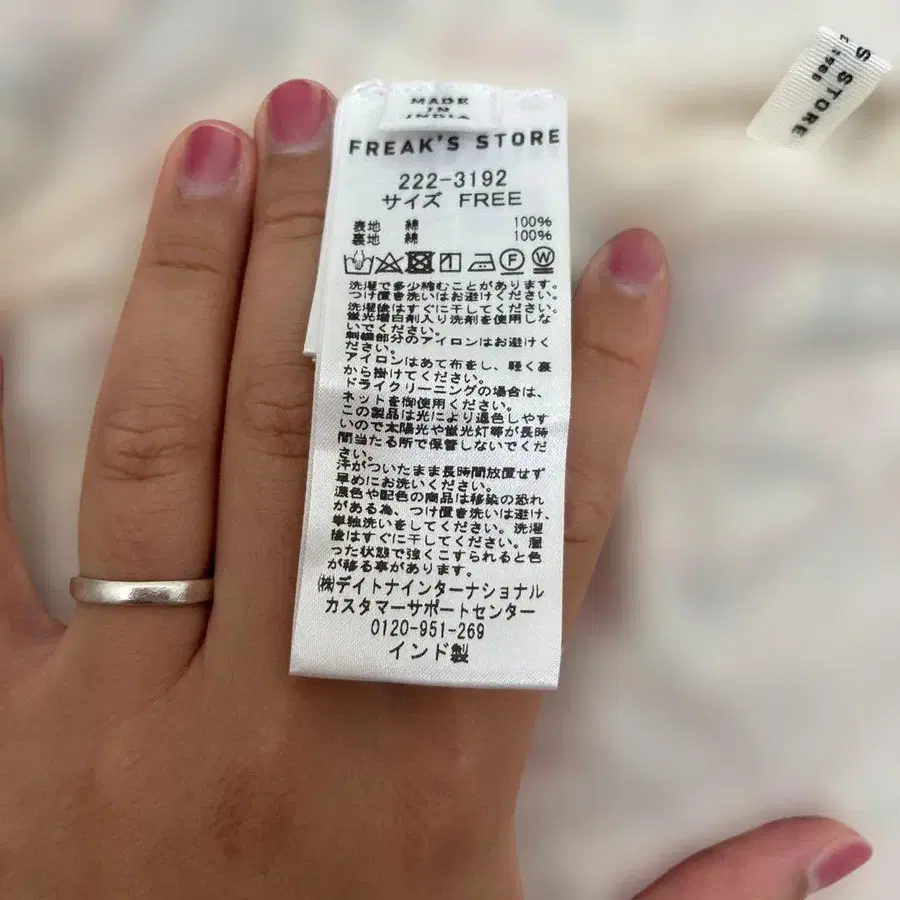 MADE
IN
INDIA
FREAK'S STORE
222-3192
サイズ FREE
表地 綿 100%
裏地 綿 100%
F W
洗濯で多少縮むことがあります。
つけ置き洗いはお避けください。
洗濯後はすぐに干してください。
蛍光増白剤入り洗剤を使用しな
いでください。
刺繍部分のアイロンはお避けく
ださい。
アイロンはあて布をし、軽く裏
から掛けてください。
ドライクリーニングの場合は、
ネットを御使用ください。
この製品は光により退色しやす
いので太陽光や蛍光灯等が長時
間当たる所で保管しないでくだ
さい。
汗がついたまま長時間放置せず
早めにお洗いください。
濃色や配色の商品は移染の恐れ
がある為、つけ置き洗いは避け、
単独洗いをしてください。洗濯
後はすぐに干してください。湿
った状態で強くこすられると色
が移る事があります。
㈱デイトナインターナショナル
カスタマーサポートセンター
0120-951-269
インド製
S STORE
1986